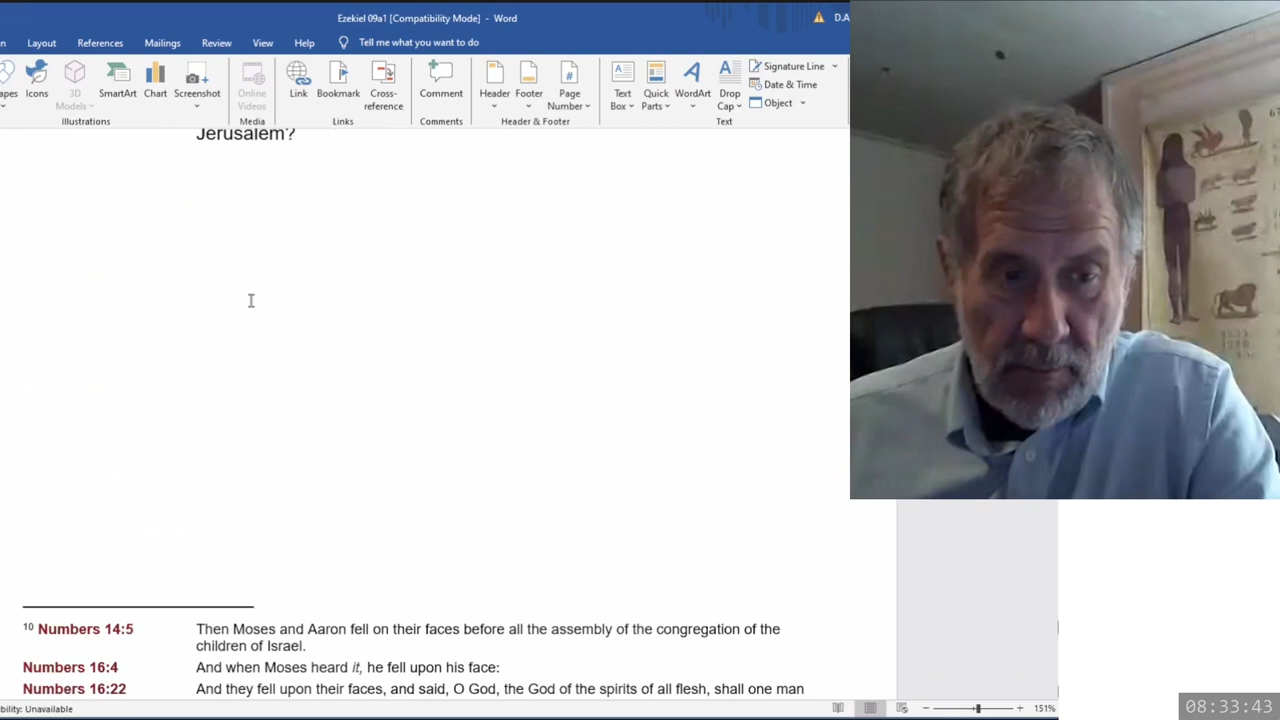 Ezekiel 09a1 [Compatibility Mode] - Word
D.A
Layout References Mailings Review View Help Tell me what you want to do
Icons 3D Models SmartArt Chart Screenshot
Illustrations
Online Videos
Media
Link Bookmark Cross-reference
Links
Comment
Comments
Header Footer Page Number
Header & Footer
Text Box Quick Parts WordArt Drop Cap
Signature Line
Date & Time
Object
Text
Jerusalem?
10 Numbers 14:5 Then Moses and Aaron fell on their faces before all the assembly of the congregation of the
children of Israel.
Numbers 16:4 And when Moses heard it, he fell upon his face:
Numbers 16:22 And they fell upon their faces, and said, O God, the God of the spirits of all flesh, shall one man
bility: Unavailable
151%
08:33:43